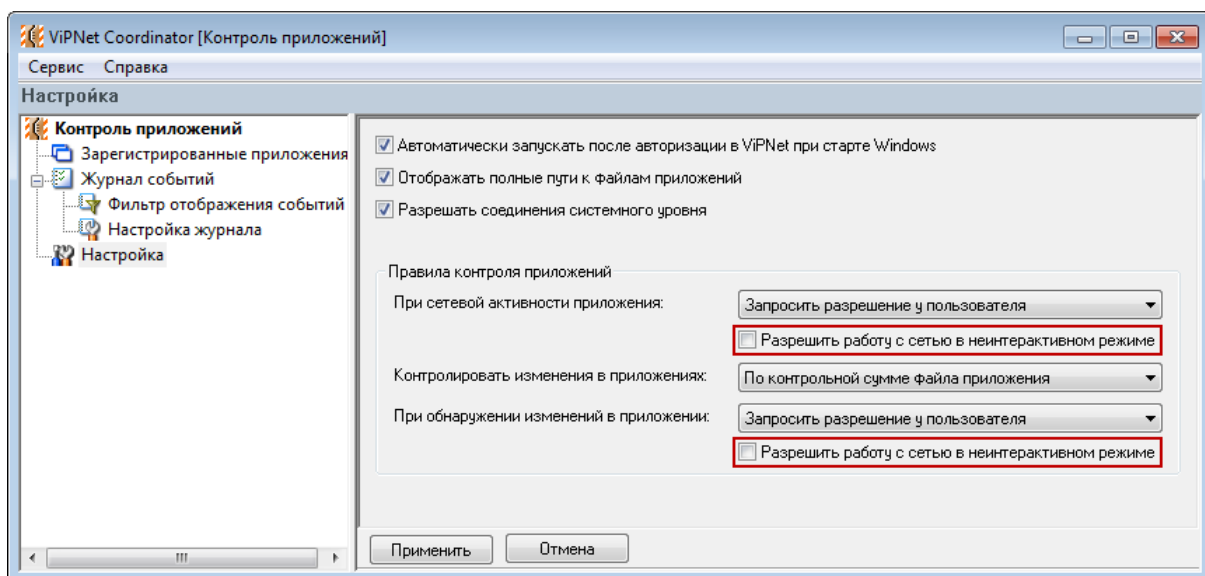 ViPNet Coordinator [Контроль приложений]
Сервис Справка
Настройка
Контроль приложений
Зарегистрированные приложения
Журнал событий
Фильтр отображения событий
Настройка журнала
Настройка
Автоматически запускать после авторизации в ViPNet при старте Windows
Отображать полные пути к файлам приложений
Разрешать соединения системного уровня
Правила контроля приложений
При сетевой активности приложения: Запросить разрешение у пользователя
Разрешить работу с сетью в неинтерактивном режиме
Контролировать изменения в приложениях: По контрольной сумме файла приложения
При обнаружении изменений в приложении: Запросить разрешение у пользователя
Разрешить работу с сетью в неинтерактивном режиме
Применить Отмена